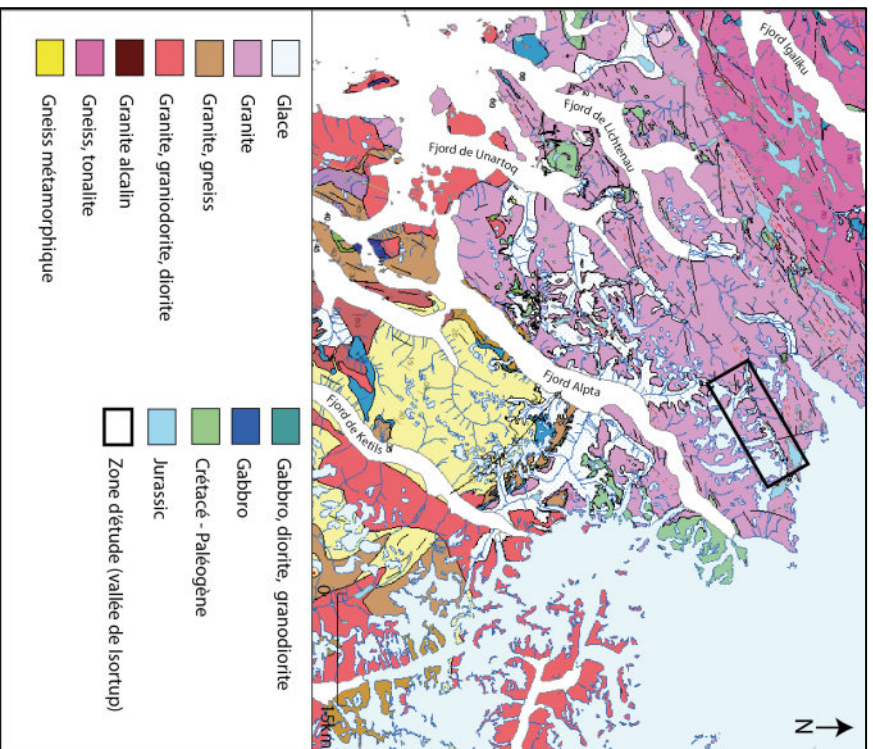 Fjord Igaliku
Fjord de Lichtenau
Fjord de Unartoq
Fjord Alpta
Fjord de Ketils
N
0
15km
Glace
Granite
Granite, gneiss
Granite, graniodorite, diorite
Granite alcalin
Gneiss, tonalite
Gneiss métamorphique
Gabbro, diorite, granodiorite
Gabbro
Crétacé - Paléogène
Jurassic
Zone d'étude (vallée de Isortup)